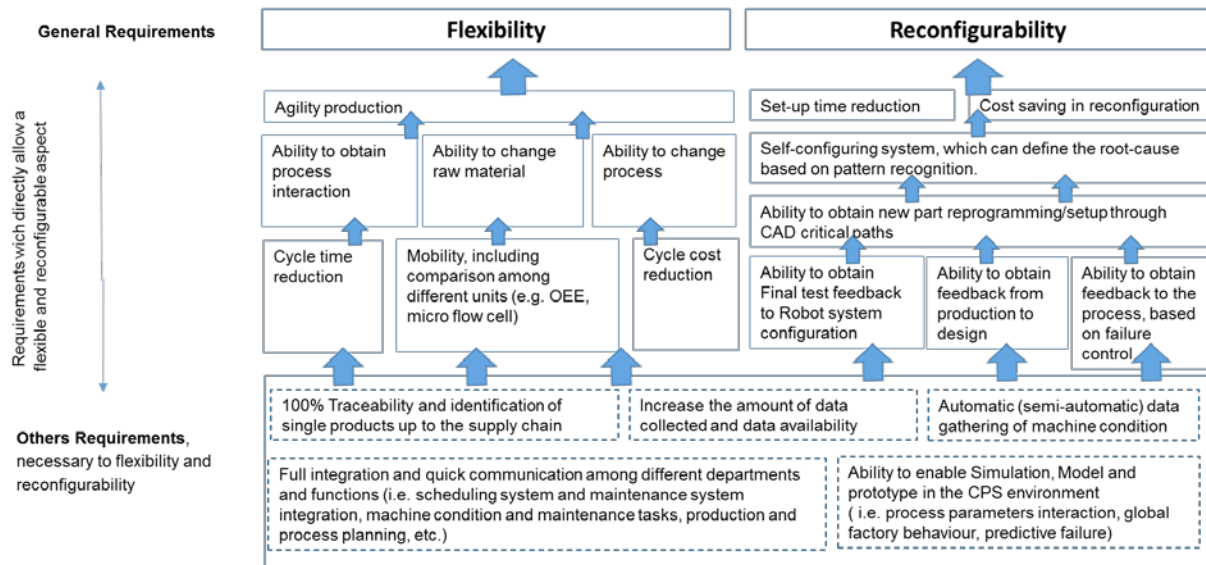 General Requirements
Flexibility
Reconfigurability
Requirements wich directly allow a
flexible and reconfigurable aspect
Agility production
Set-up time reduction
Cost saving in reconfiguration
Ability to obtain
process
interaction
Ability to change
raw material
Ability to change
process
Self-configuring system, which can define the root-cause
based on pattern recognition.
Ability to obtain new part reprogramming/setup through
CAD critical paths
Cycle time
reduction
Mobility, including
comparison among
different units (e.g. OEE,
micro flow cell)
Cycle cost
reduction
Ability to obtain
Final test feedback
to Robot system
configuration
Ability to obtain
feedback from
production to
design
Ability to obtain
feedback to the
process, based
on failure
control
Others Requirements,
necessary to flexibility and
reconfigurability
100% Traceability and identification of
single products up to the supply chain
Increase the amount of data
collected and data availability
Automatic (semi-automatic) data
gathering of machine condition
Full integration and quick communication among different departments
and functions (i.e. scheduling system and maintenance system
integration, machine condition and maintenance tasks, production and
process planning, etc.)
Ability to enable Simulation, Model and
prototype in the CPS environment
( i.e. process parameters interaction, global
factory behaviour, predictive failure)